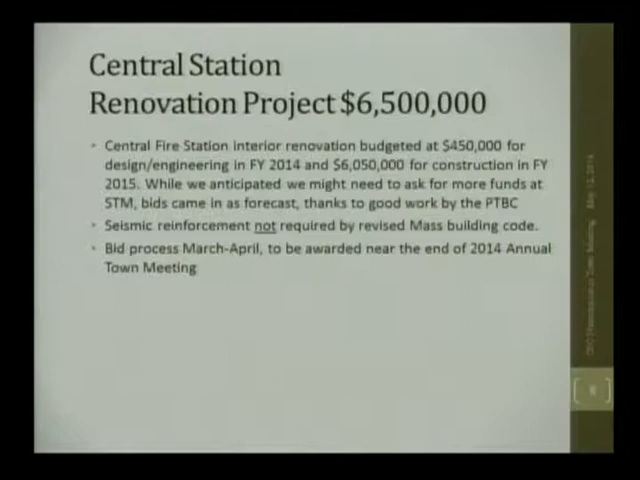 Central Station
Renovation Project $6,500,000
• Central Fire Station interior renovation budgeted at $450,000 for
design/engineering in FY 2014 and $6,050,000 for construction in FY
2015. While we anticipated we might need to ask for more funds at
STM, bids came in as forecast, thanks to good work by the PTBC
• Seismic reinforcement not required by revised Mass building code.
• Bid process March-April, to be awarded near the end of 2014 Annual
Town Meeting
Town Meeting